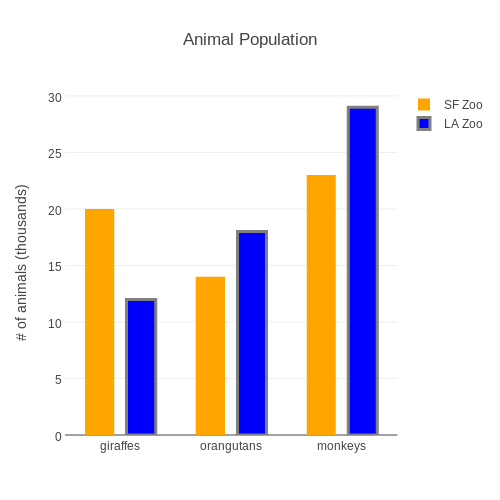 Animal Population
SF Zoo
LA Zoo
# of animals (thousands)
30
25
20
15
10
5
0
giraffes
orangutans
monkeys